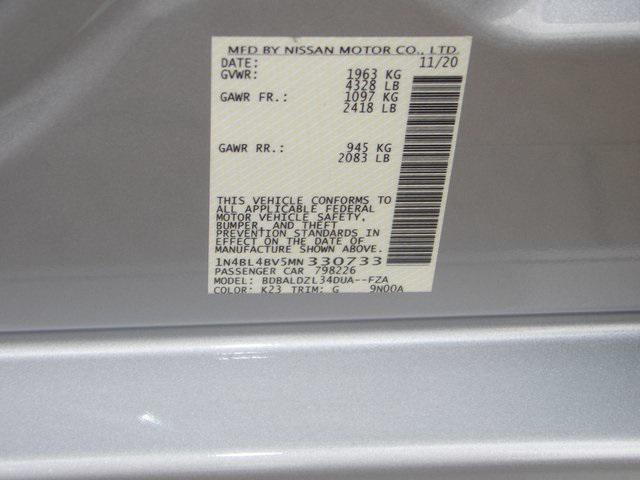 MFD BY NISSAN MOTOR CO., LTD.
DATE: 11/20
GVWR: 1963 KG
4328 LB
GAWR FR.: 1097 KG
2418 LB
GAWR RR.: 945 KG
2083 LB
THIS VEHICLE CONFORMS TO
ALL APPLICABLE FEDERAL
MOTOR VEHICLE SAFETY,
BUMPER, AND THEFT
PREVENTION STANDARDS IN
EFFECT ON THE DATE OF
MANUFACTURE SHOWN ABOVE.
1N4BL4BV5MN 330733
PASSENGER CAR 798226
MODEL: BDBALDZL34DUA--FZA
COLOR: K23 TRIM: G 9N00A